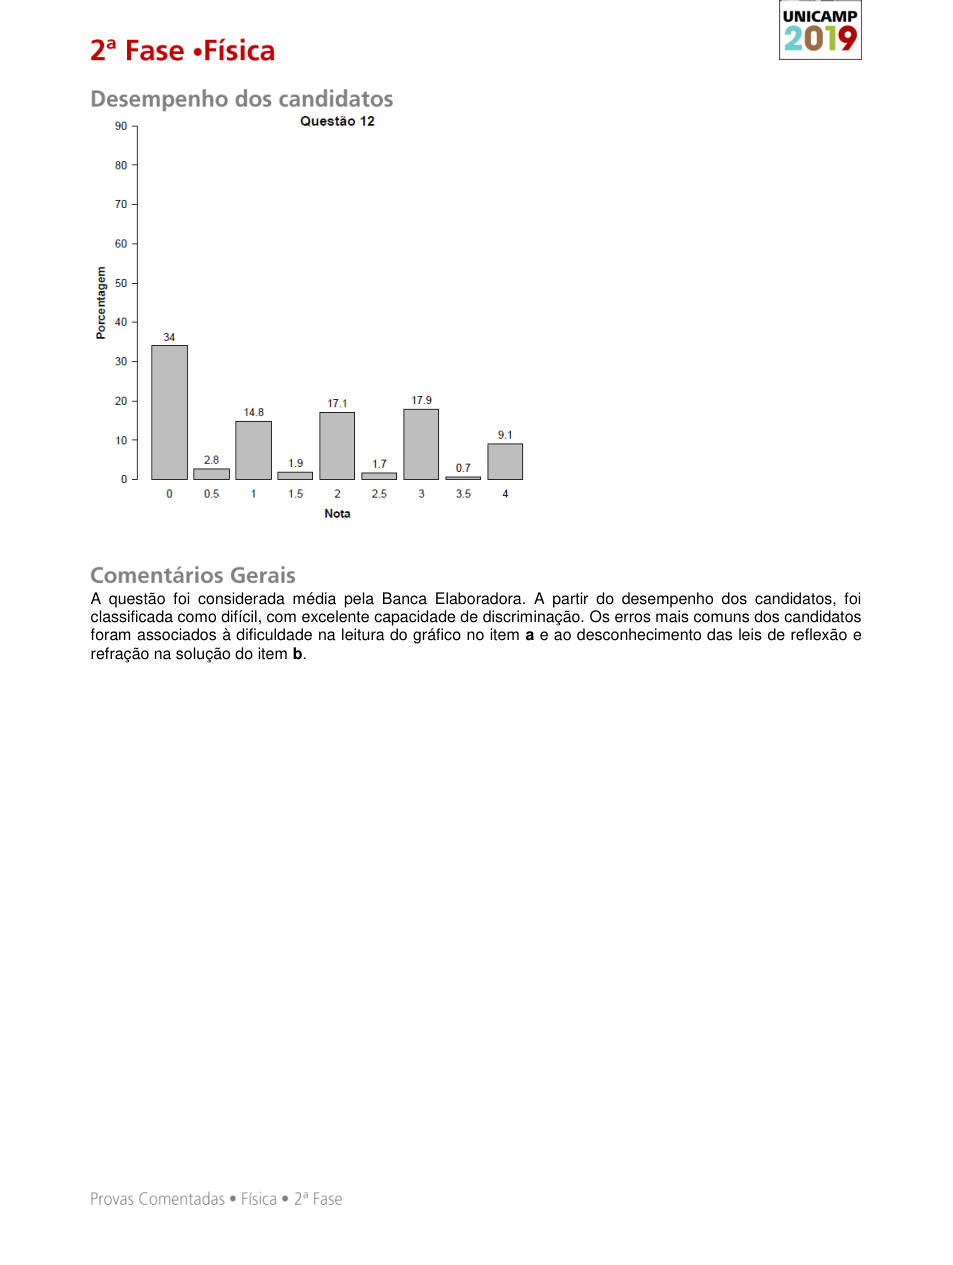 UNICAMP
2019
2ª Fase •Física
Desempenho dos candidatos
Questão 12
90
80
70
60
50
40
30
20
10
0
Porcentagem
34
2.8
14.8
1.9
17.1
1.7
17.9
0.7
9.1
0 0.5 1 1.5 2 2.5 3 3.5 4
Nota
Comentários Gerais
A questão foi considerada média pela Banca Elaboradora. A partir do desempenho dos candidatos, foi
classificada como difícil, com excelente capacidade de discriminação. Os erros mais comuns dos candidatos
foram associados à dificuldade na leitura do gráfico no item a e ao desconhecimento das leis de reflexão e
refração na solução do item b.
Provas Comentadas • Física • 2ª Fase